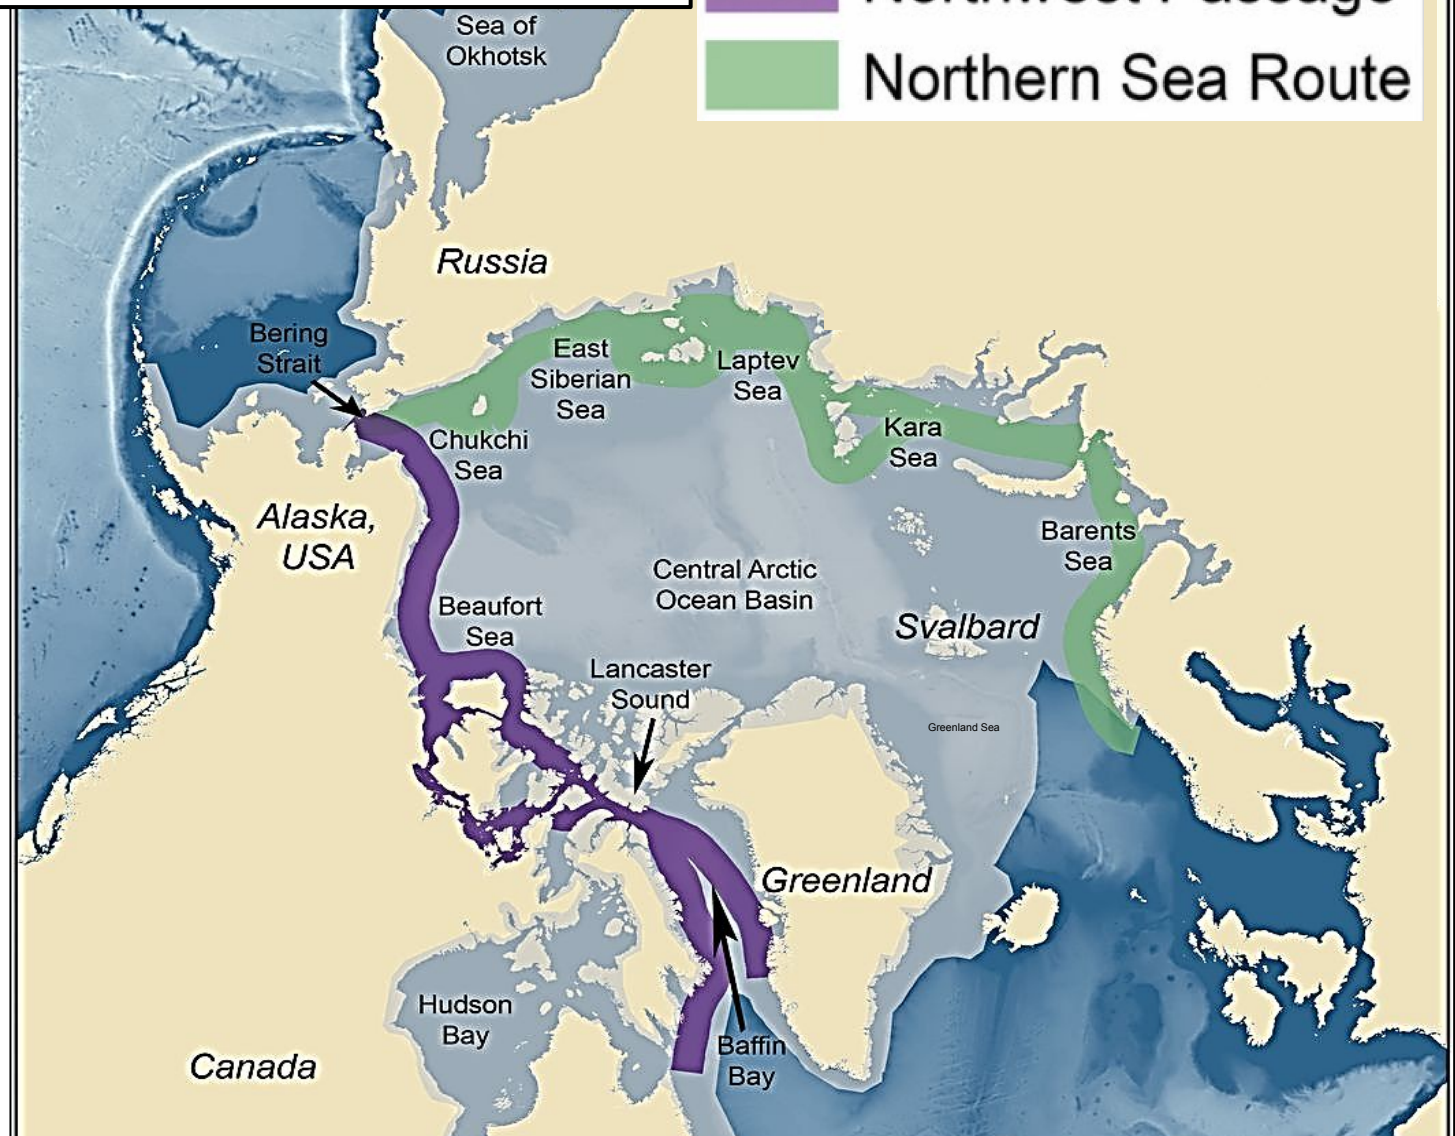 Northwest Passage
Northern Sea Route
Sea of
Okhotsk
Russia
Bering
Strait
East
Siberian
Sea
Laptev
Sea
Chukchi
Sea
Kara
Sea
Alaska,
USA
Barents
Sea
Central Arctic
Ocean Basin
Beaufort
Sea
Svalbard
Lancaster
Sound
Greenland Sea
Greenland
Hudson
Bay
Baffin
Bay
Canada